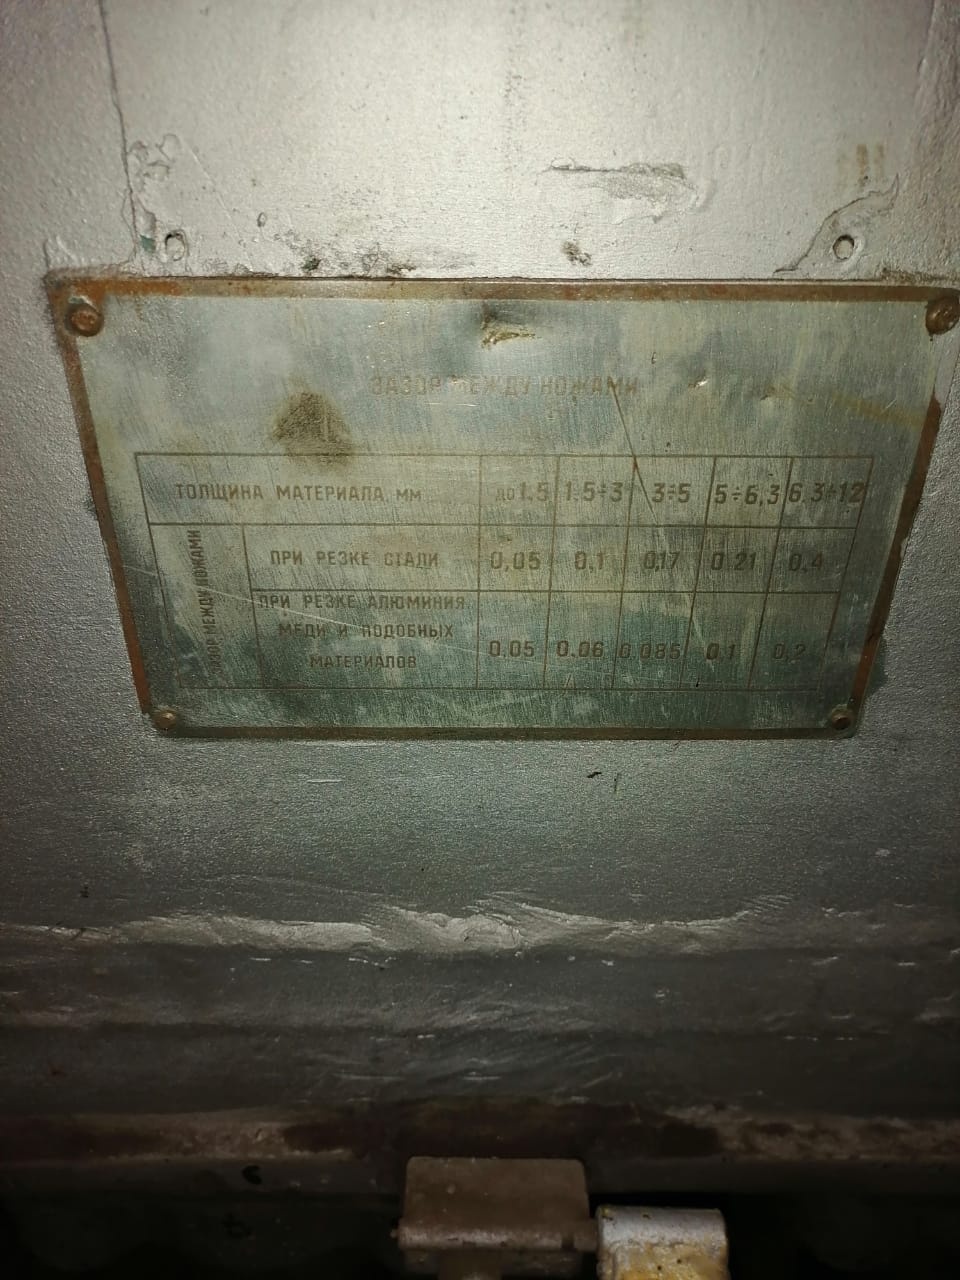 ЗАЗОР МЕЖДУ НОЖАМИ
ТОЛЩИНА МАТЕРИАЛА, ММ до 1,5 1,5÷3 3÷5 5÷6,3 6,3÷12
ЗАЗОР МЕЖДУ НОЖАМИ
ПРИ РЕЗКЕ СТАЛИ 0,05 0,1 0,17 0,21 0,4
ПРИ РЕЗКЕ АЛЮМИНИЯ
МЕДИ И ПОДОБНЫХ
МАТЕРИАЛОВ 0,05 0,06 0,085 0,1 0,2